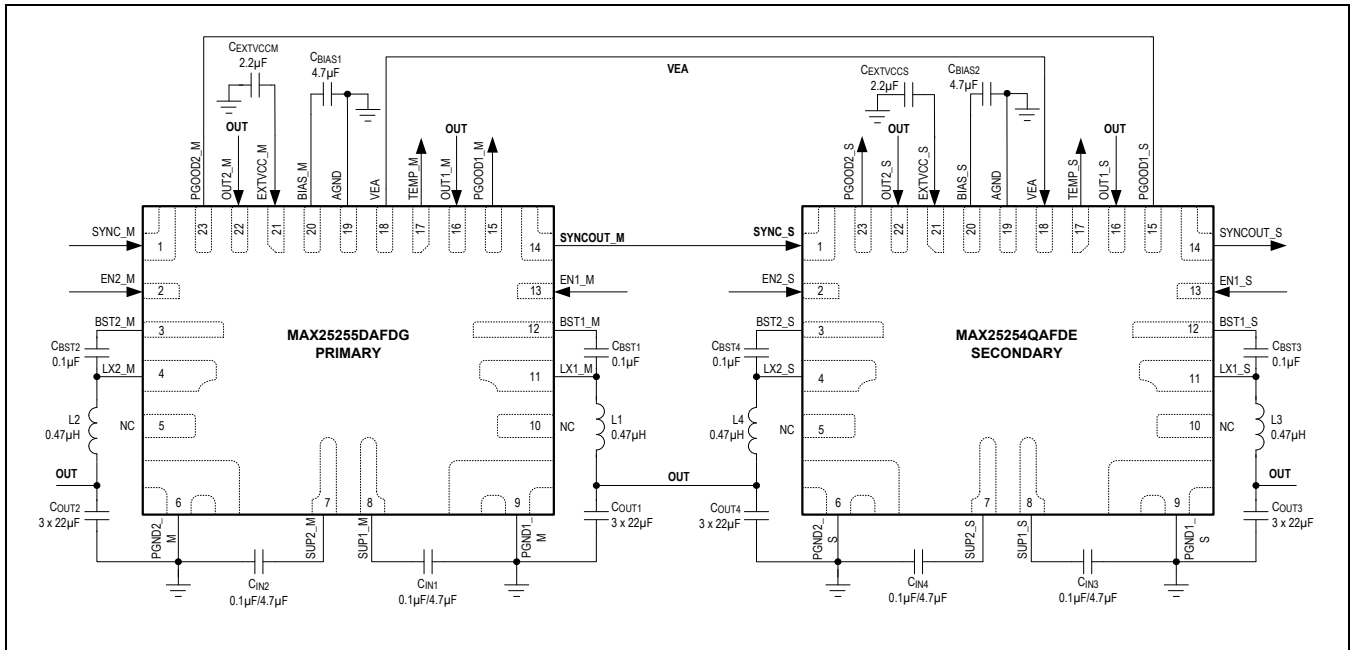 CEXTVCCM
2.2µF
CBIAS1
4.7µF
VEA
CEXTVCCS
2.2µF
CBIAS2
4.7µF
PGOOD2_M
OUT
OUT2_M
EXTVCC_M
BIAS_M
AGND
VEA
TEMP_M
OUT
OUT1_M
PGOOD1_M
PGOOD2_S
OUT
OUT2_S
EXTVCC_S
BIAS_S
AGND
VEA
TEMP_S
OUT
OUT1_S
PGOOD1_S
SYNC_M
1
23
22
21
20
19
18
17
16
15
14
SYNCOUT_M
SYNC_S
1
23
22
21
20
19
18
17
16
15
14
SYNCOUT_S
EN2_M
2
13
EN1_M
EN2_S
2
13
EN1_S
BST2_M
3
12
BST1_M
BST2_S
3
12
BST1_S
MAX25255DAFDG
PRIMARY
MAX25254QAFDE
SECONDARY
CBST2
0.1µF
CBST1
0.1µF
CBST4
0.1µF
CBST3
0.1µF
LX2_M
4
11
LX1_M
LX2_S
4
11
LX1_S
L2
0.47µH
NC
5
10
NC
L1
0.47µH
L4
0.47µH
NC
5
10
NC
L3
0.47µH
OUT
OUT
OUT
COUT2
3 x 22µF
6
7
8
9
COUT1
3 x 22µF
COUT4
3 x 22µF
6
7
8
9
COUT3
3 x 22µF
PGND2_
M
SUP2_M
SUP1_M
PGND1_
M
PGND2_
S
SUP2_S
SUP1_S
PGND1_
S
CIN2
0.1µF/4.7µF
CIN1
0.1µF/4.7µF
CIN4
0.1µF/4.7µF
CIN3
0.1µF/4.7µF